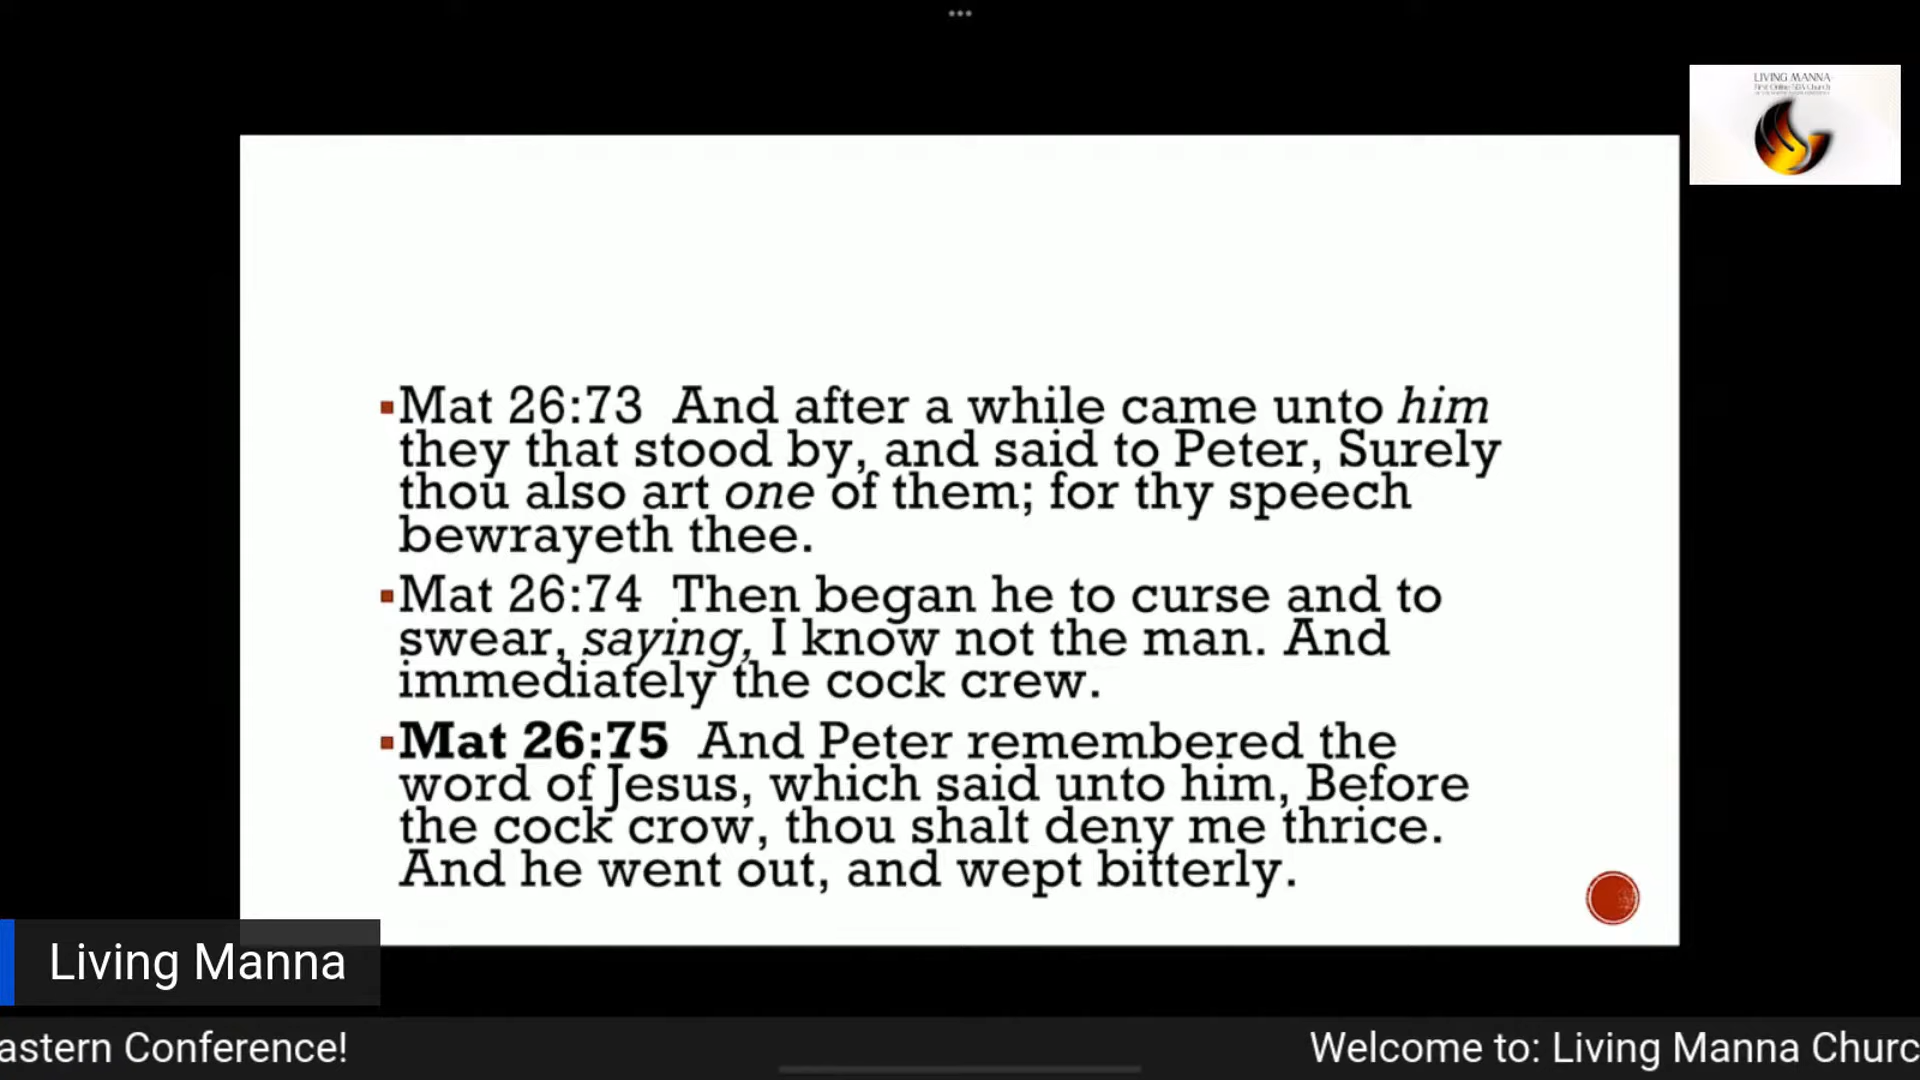 LIVING MANNA
First Online SDA Church
Mat 26:73 And after a while came unto him
they that stood by, and said to Peter, Surely
thou also art one of them; for thy speech
bewrayeth thee.
Mat 26:74 Then began he to curse and to
swear, saying, I know not the man. And
immediately the cock crew.
Mat 26:75 And Peter remembered the
word of Jesus, which said unto him, Before
the cock crow, thou shalt deny me thrice.
And he went out, and wept bitterly.
Living Manna
astern Conference! Welcome to: Living Manna Churc